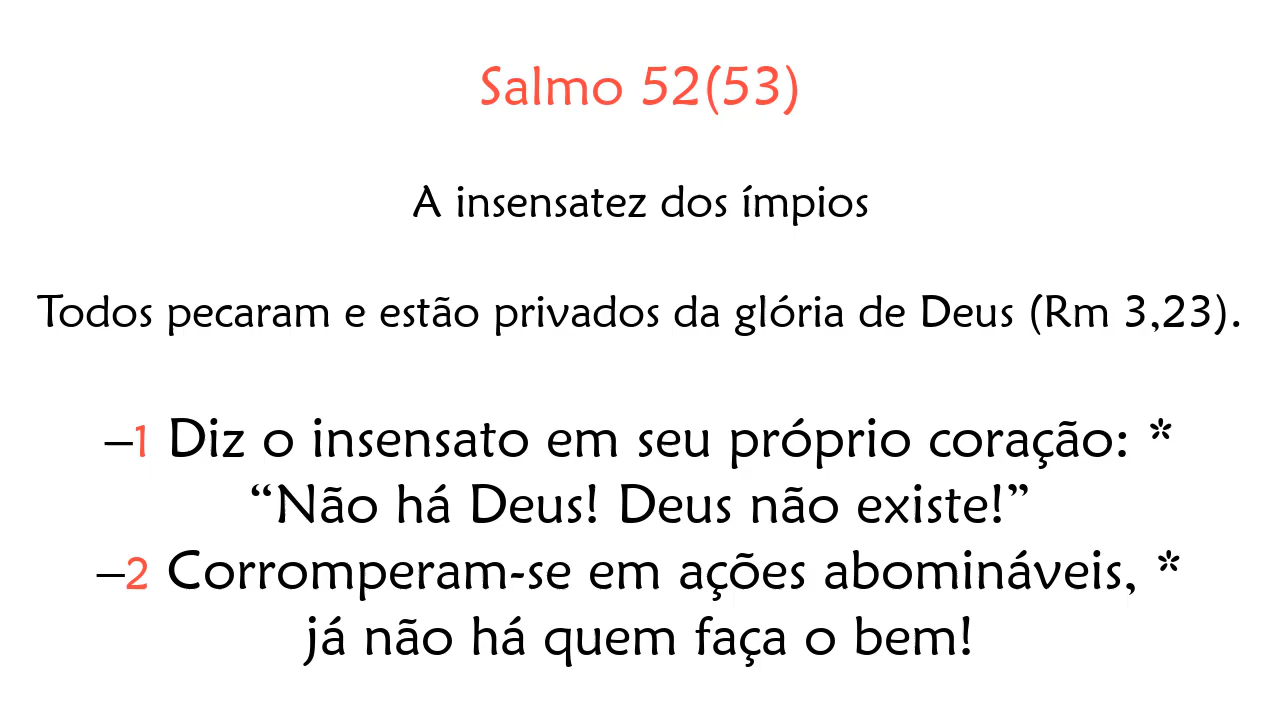 Salmo 52(53)
A insensatez dos ímpios
Todos pecaram e estão privados da glória de Deus (Rm 3,23).
–1 Diz o insensato em seu próprio coração: *
“Não há Deus! Deus não existe!”
–2 Corromperam-se em ações abomináveis, *
já não há quem faça o bem!